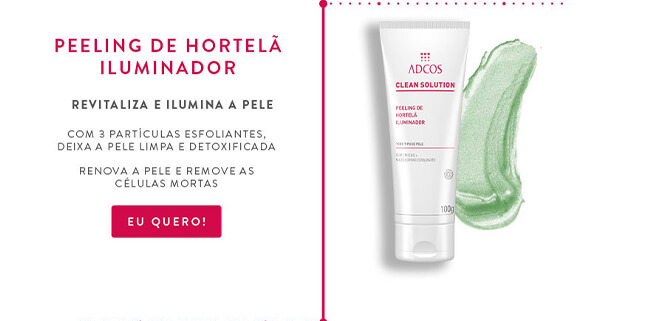 PEELING DE HORTELÃ
ILUMINADOR
REVITALIZA E ILUMINA A PELE
COM 3 PARTÍCULAS ESFOLIANTES,
DEIXA A PELE LIMPA E DETOXIFICADA
RENOVA A PELE E REMOVE AS
CÉLULAS MORTAS
EU QUERO!
ADCOS
CLEAN SOLUTION
PEELING DE
HORTELÃ
ILUMINADOR
100g